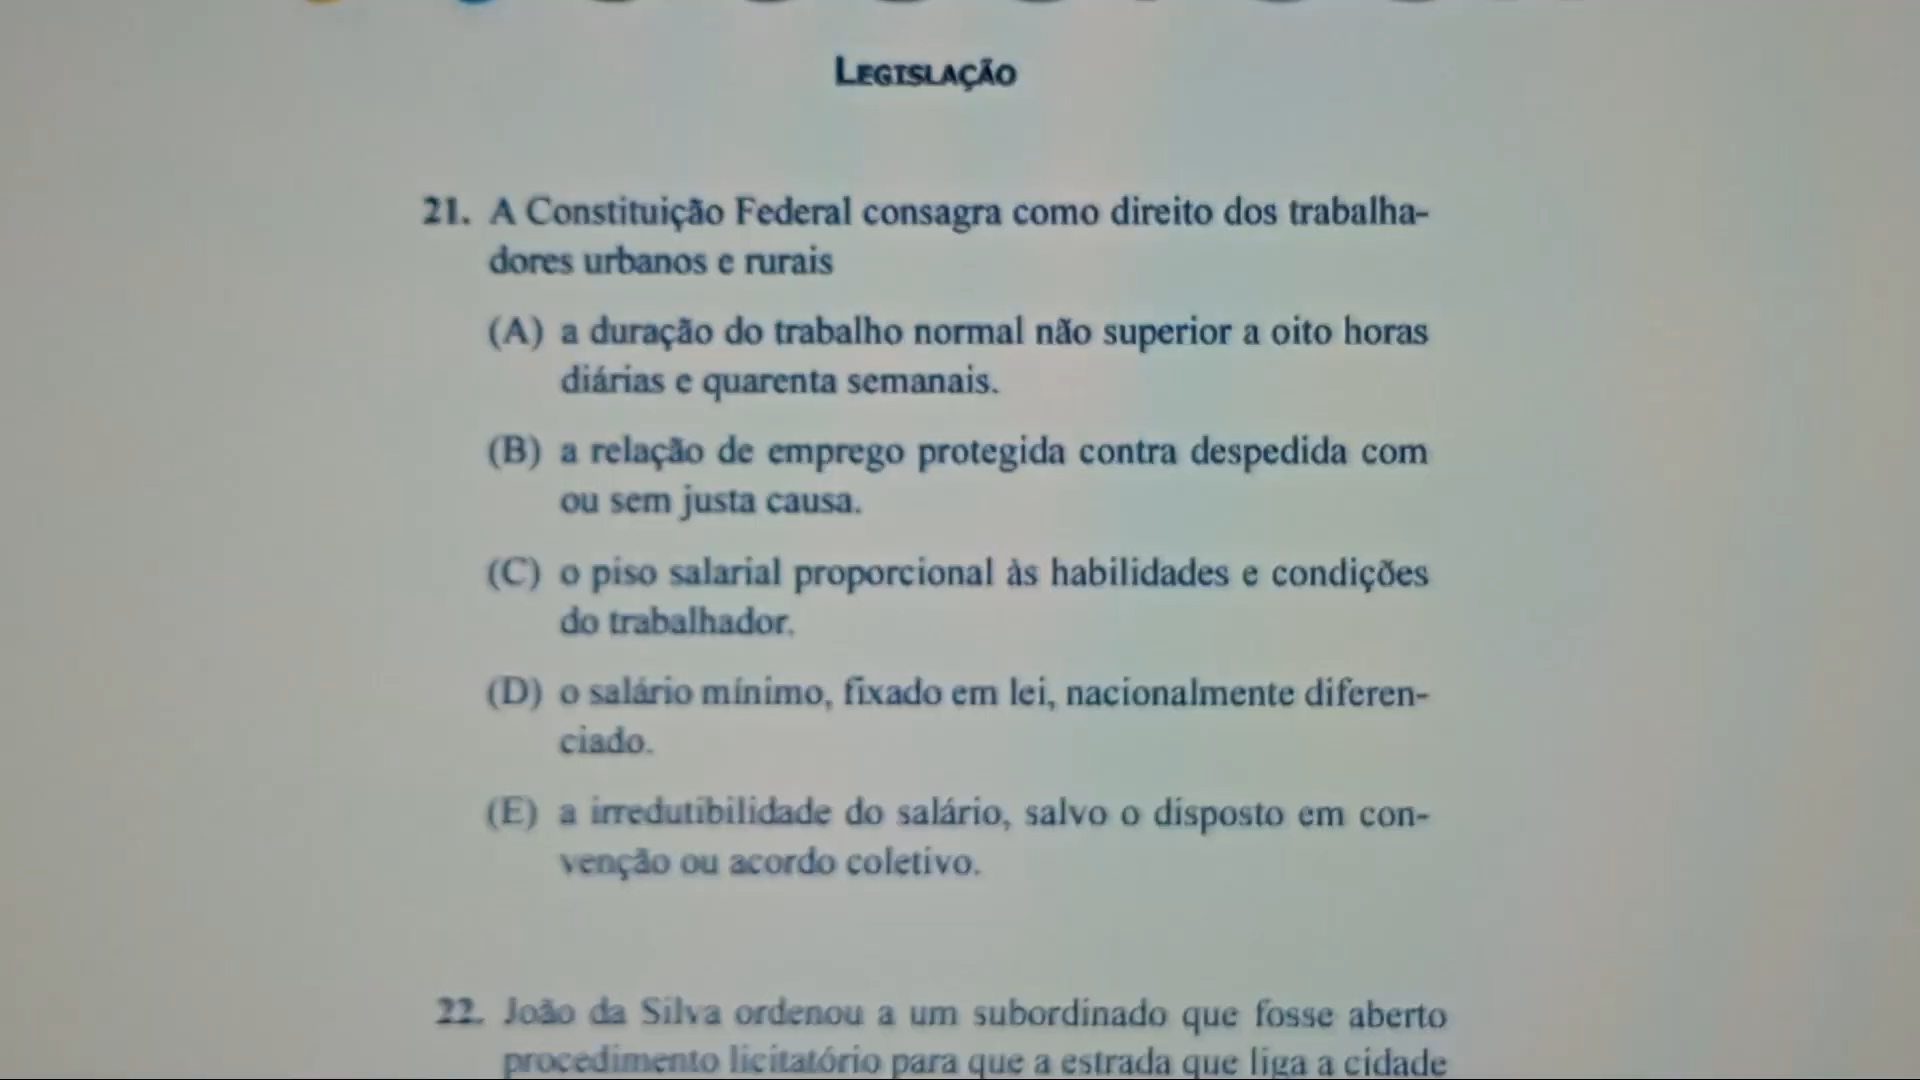 LEGISLAÇÃO
21. A Constituição Federal consagra como direito dos trabalha-
dores urbanos e rurais
(A) a duração do trabalho normal não superior a oito horas
diárias e quarenta semanais.
(B) a relação de emprego protegida contra despedida com
ou sem justa causa.
(C) o piso salarial proporcional às habilidades e condições
do trabalhador.
(D) o salário mínimo, fixado em lei, nacionalmente diferen-
ciado.
(E) a irredutibilidade do salário, salvo o disposto em con-
venção ou acordo coletivo.
22. João da Silva ordenou a um subordinado que fosse aberto
procedimento licitatório para que a estrada que liga a cidade